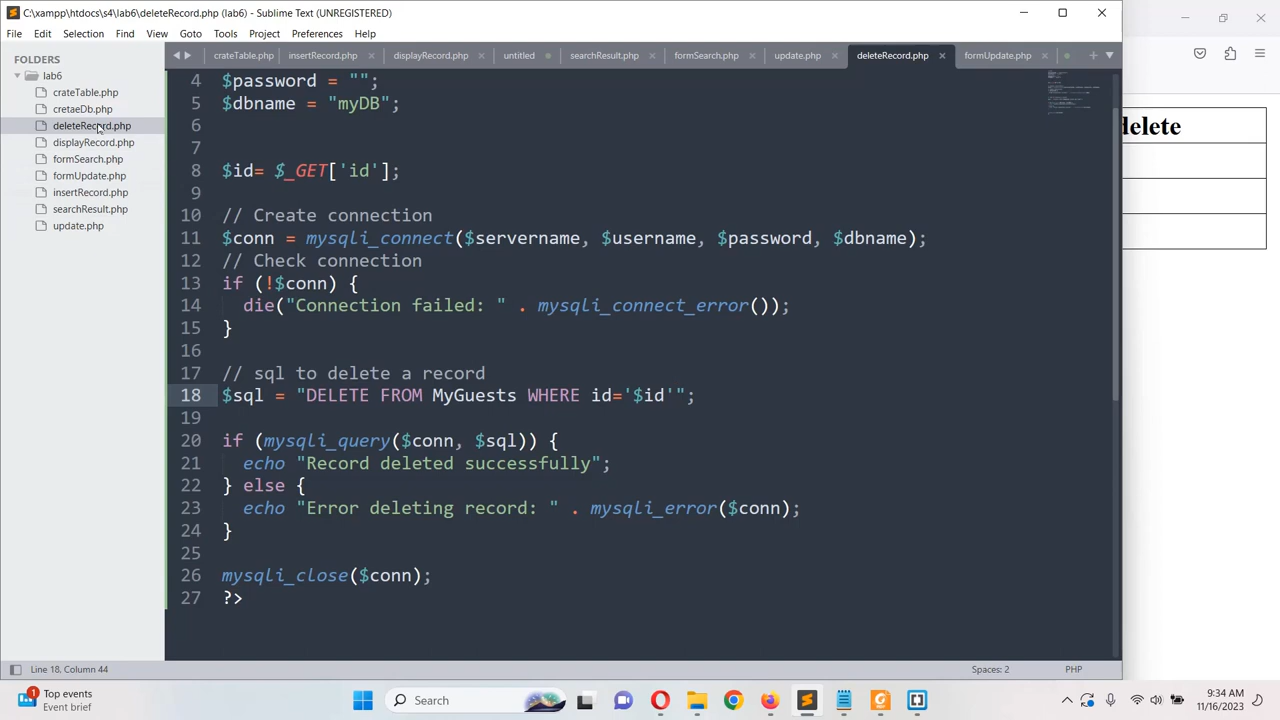 C:\xampp\htdocs\s4\lab6\deleteRecord.php (lab6) - Sublime Text (UNREGISTERED)
File Edit Selection Find View Goto Tools Project Preferences Help
FOLDERS
lab6
crateTable.php
cretaeDb.php
deleteRecord.php
displayRecord.php
formSearch.php
formUpdate.php
insertRecord.php
searchResult.php
update.php
crateTable.php insertRecord.php displayRecord.php untitled searchResult.php formSearch.php update.php deleteRecord.php formUpdate.php
4 $password = "";
5 $dbname = "myDB";
6
7
8 $id= $_GET['id'];
9
10 // Create connection
11 $conn = mysqli_connect($servername, $username, $password, $dbname);
12 // Check connection
13 if (!$conn) {
14 die("Connection failed: " . mysqli_connect_error());
15 }
16
17 // sql to delete a record
18 $sql = "DELETE FROM MyGuests WHERE id='$id'";
19
20 if (mysqli_query($conn, $sql)) {
21 echo "Record deleted successfully";
22 } else {
23 echo "Error deleting record: " . mysqli_error($conn);
24 }
25
26 mysqli_close($conn);
27 ?>
delete
Line 18, Column 44
Spaces: 2 PHP
1
Top events
Event brief
Search
9:34 AM
11/16/2023